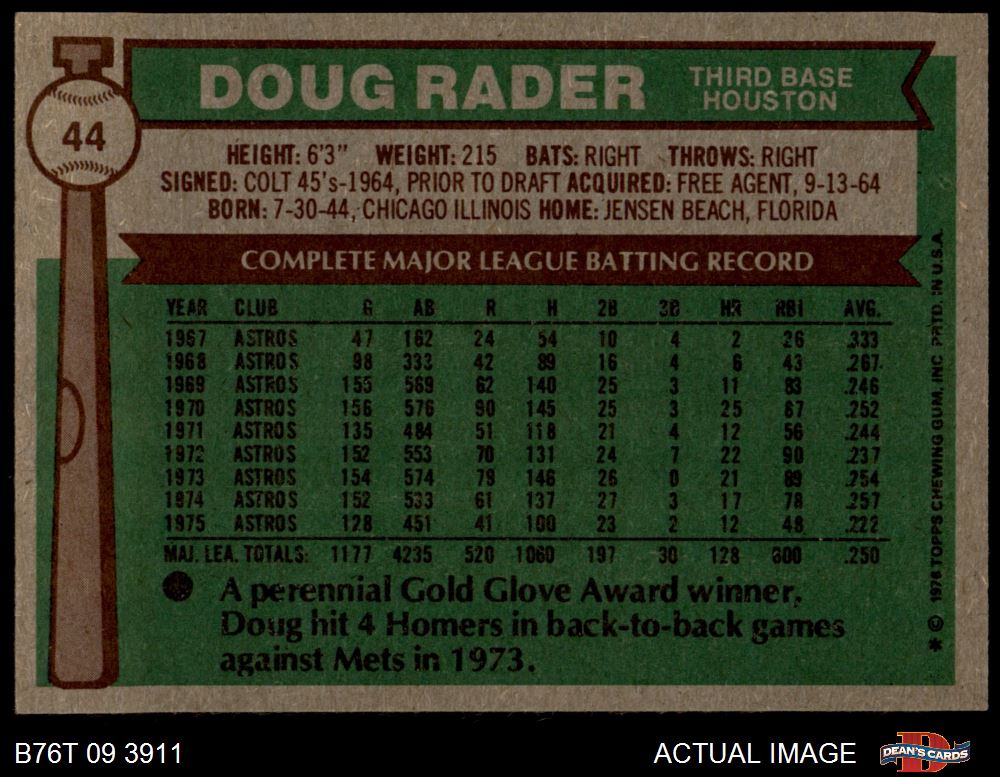 44
DOUG RADER THIRD BASE
HOUSTON
HEIGHT: 6'3" WEIGHT: 215 BATS: RIGHT THROWS: RIGHT
SIGNED: COLT 45's-1964, PRIOR TO DRAFT ACQUIRED: FREE AGENT, 9-13-64
BORN: 7-30-44, CHICAGO ILLINOIS HOME: JENSEN BEACH, FLORIDA
COMPLETE MAJOR LEAGUE BATTING RECORD
YEAR CLUB G AB R H 2B 3B HR RBI AVG.
1967 ASTROS 47 162 24 54 10 4 2 26 .333
1968 ASTROS 98 333 42 89 16 4 6 43 .267
1969 ASTROS 155 569 62 140 25 3 11 83 .246
1970 ASTROS 156 576 90 145 25 3 25 87 .252
1971 ASTROS 135 484 51 118 21 4 12 56 .244
1972 ASTROS 152 553 70 131 24 7 22 90 .237
1973 ASTROS 154 574 79 146 26 0 21 89 .254
1974 ASTROS 152 533 61 137 27 3 17 78 .257
1975 ASTROS 128 451 41 100 23 2 12 48 .222
MAJ. LEA. TOTALS: 1177 4235 520 1060 197 30 128 600 .250
● A perennial Gold Glove Award winner,
Doug hit 4 Homers in back-to-back games
against Mets in 1973.
* © 1976 TOPPS CHEWING GUM, INC PRTD. IN U.S.A.
B76T 09 3911 ACTUAL IMAGE DEAN'S CARDS